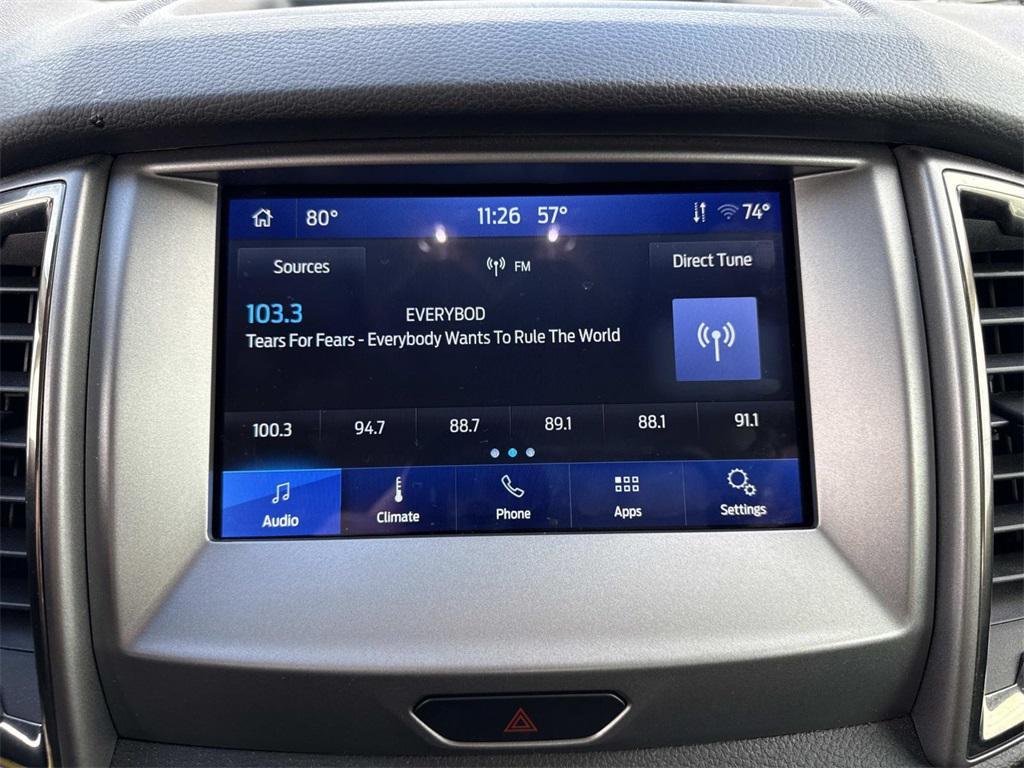 80° 11:26 57° 74°
Sources FM Direct Tune
103.3 EVERYBOD
Tears For Fears - Everybody Wants To Rule The World
100.3 94.7 88.7 89.1 88.1 91.1
Audio Climate Phone Apps Settings